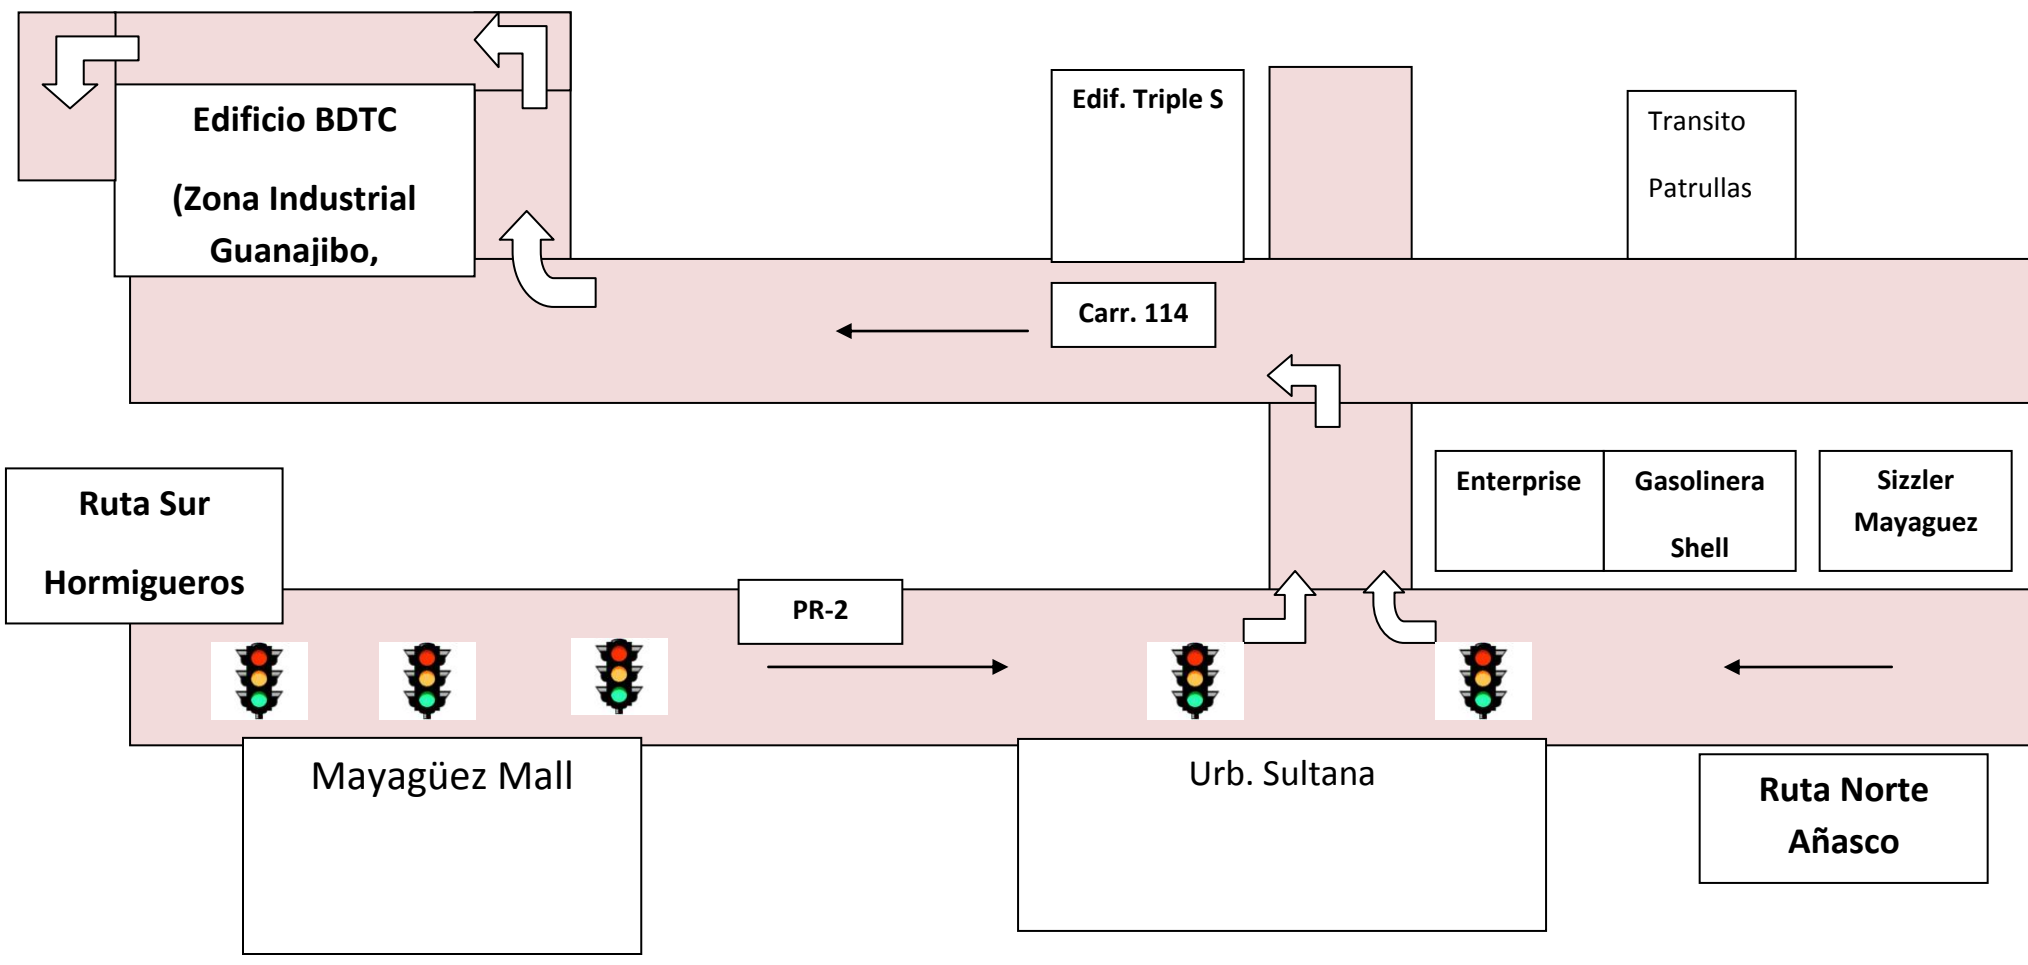 Edificio BDTC
(Zona Industrial
Guanajibo,
Edif. Triple S
Transito
Patrullas
Carr. 114
Ruta Sur
Hormigueros
Enterprise
Gasolinera
Shell
Sizzler
Mayaguez
PR-2
Mayagüez Mall
Urb. Sultana
Ruta Norte
Añasco